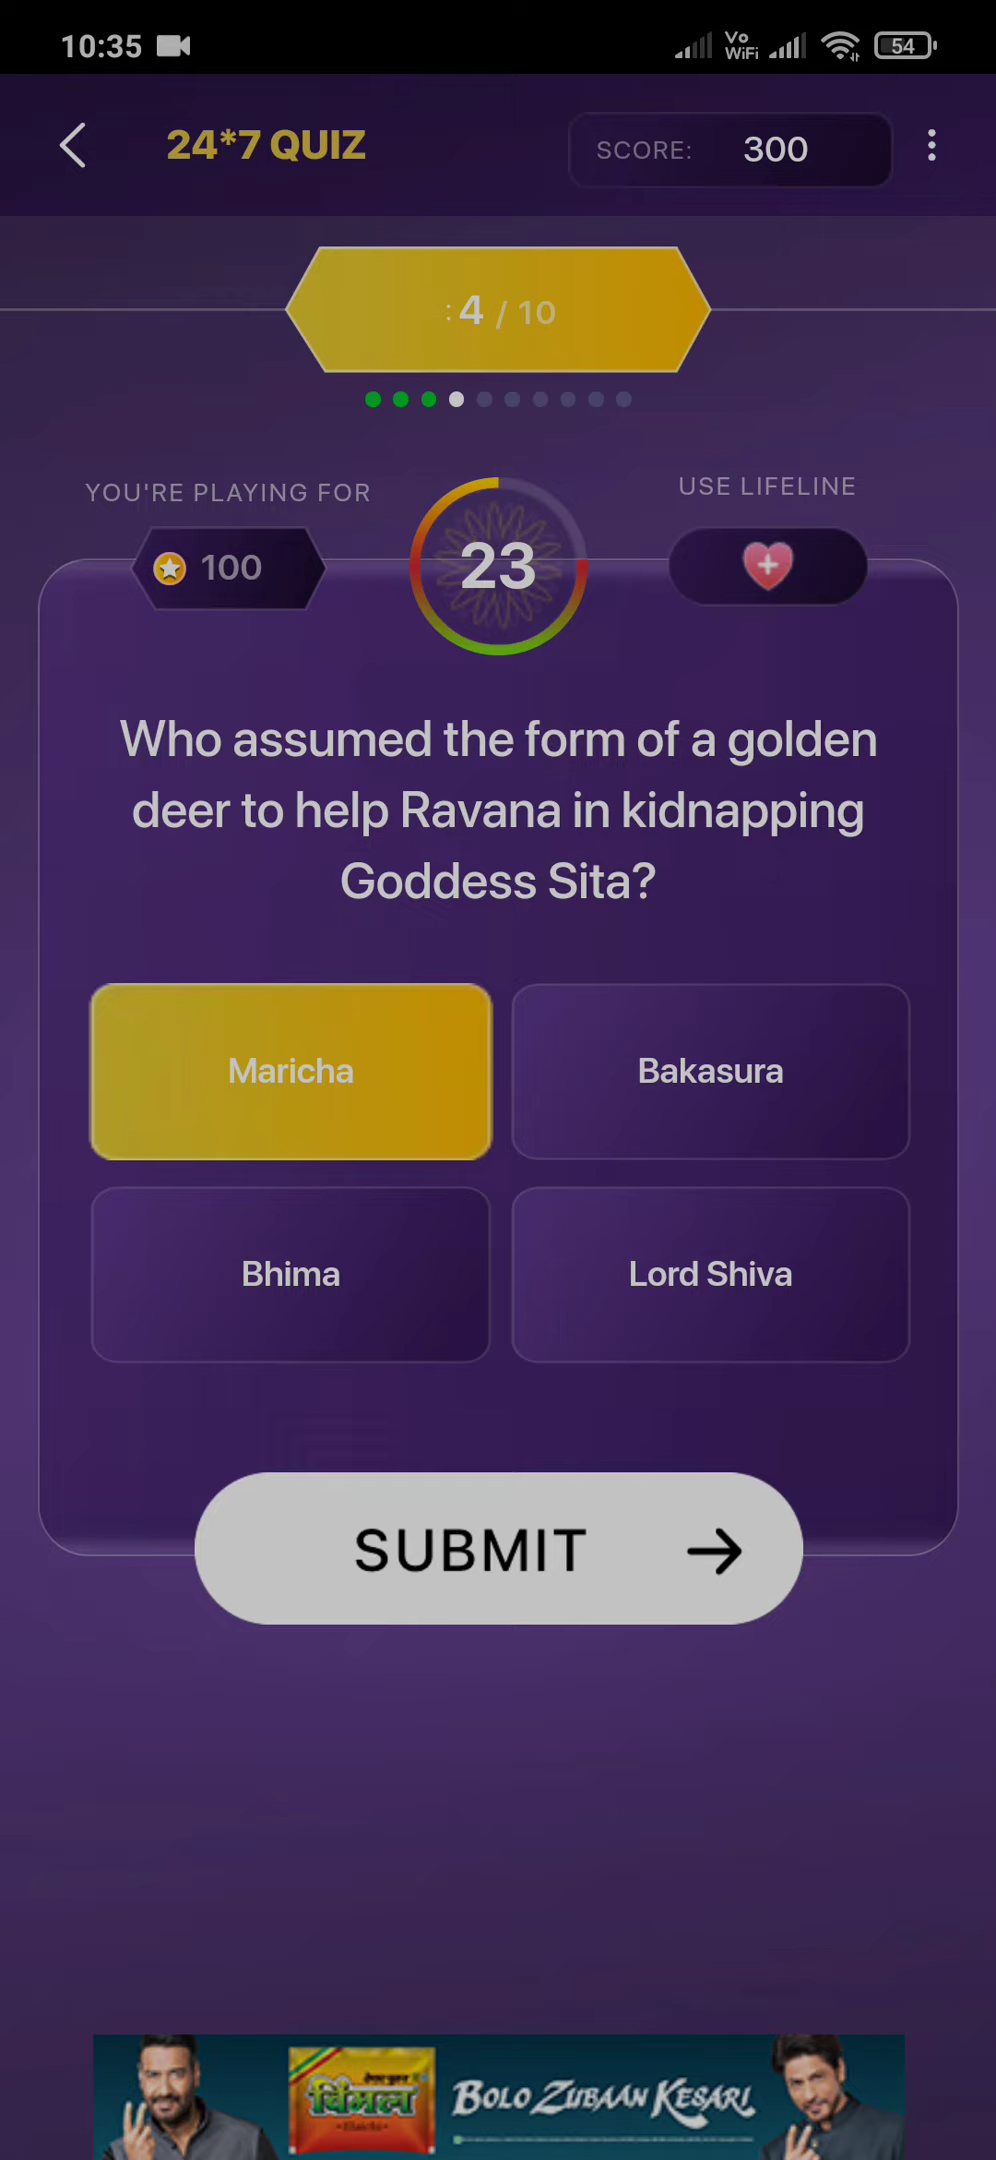 10:35
Vo
WiFi
54
24*7 QUIZ
SCORE: 300
: 4 / 10
YOU'RE PLAYING FOR
USE LIFELINE
100
23
Who assumed the form of a golden
deer to help Ravana in kidnapping
Goddess Sita?
Maricha
Bakasura
Bhima
Lord Shiva
SUBMIT
विमल
BOLO ZUBAAN KESARI